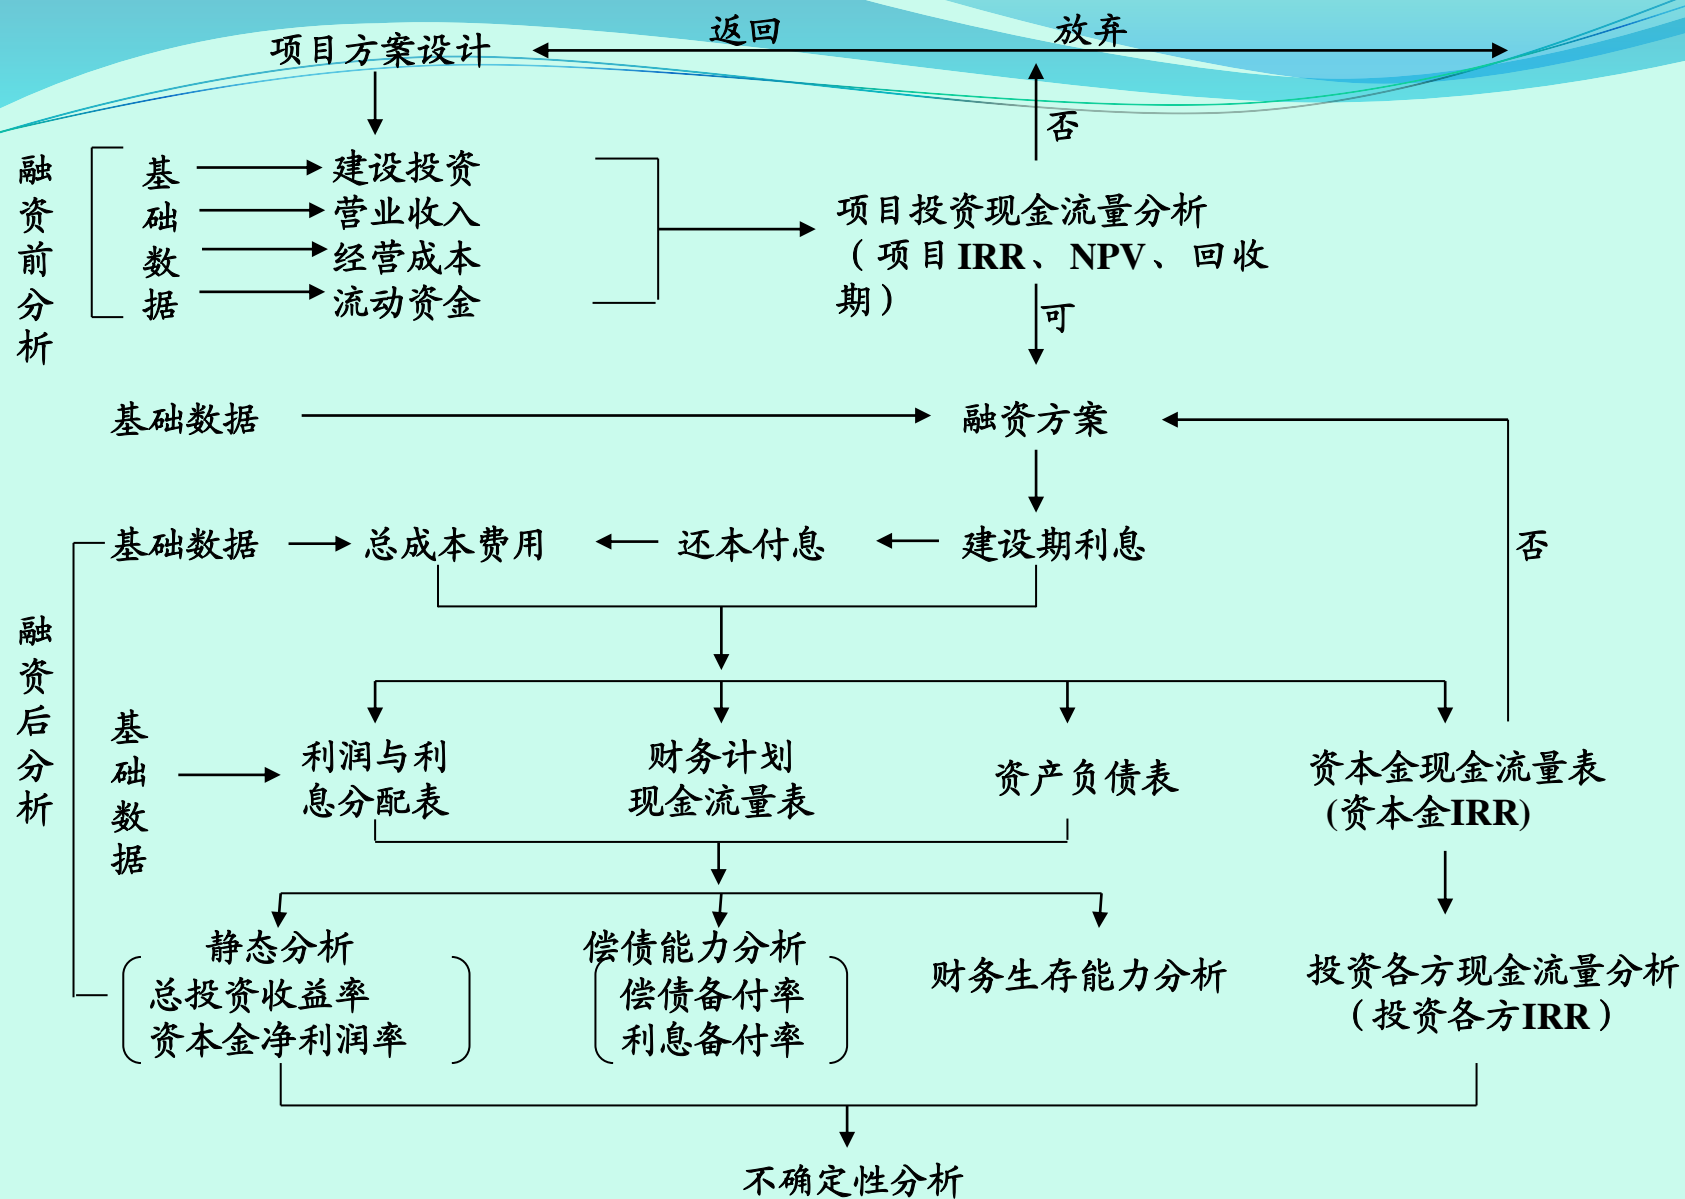 返回
放弃
项目方案设计
否
融资前分析
基础数据
建设投资
营业收入
经营成本
流动资金
项目投资现金流量分析
（项目IRR、NPV、回收
期）
可
基础数据
融资方案
基础数据
总成本费用
还本付息
建设期利息
否
融资后分析
基础数据
利润与利
息分配表
财务计划
现金流量表
资产负债表
资本金现金流量表
(资本金IRR)
静态分析
总投资收益率
资本金净利润率
偿债能力分析
偿债备付率
利息备付率
财务生存能力分析
投资各方现金流量分析
（投资各方IRR）
不确定性分析